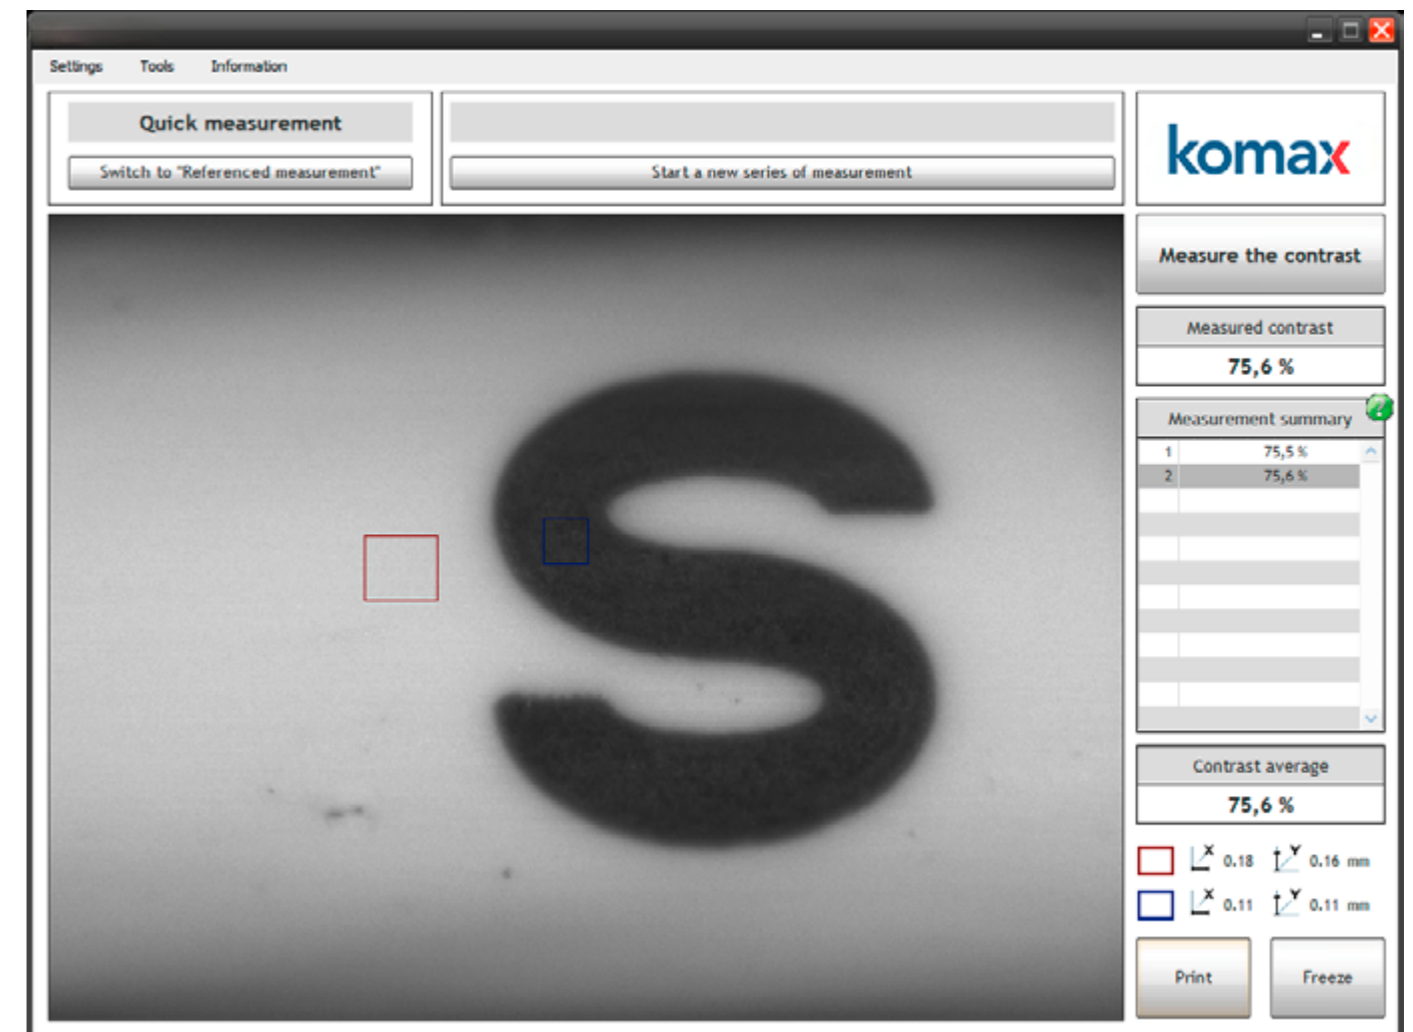 Settings Tools Information
Quick measurement
Switch to "Referenced measurement"
Start a new series of measurement
komax
Measure the contrast
Measured contrast
75,6 %
Measurement summary
1 75,5 %
2 75,6 %
S
Contrast average
75,6 %
X 0.18 Y 0.16 mm
X 0.11 Y 0.11 mm
Print Freeze